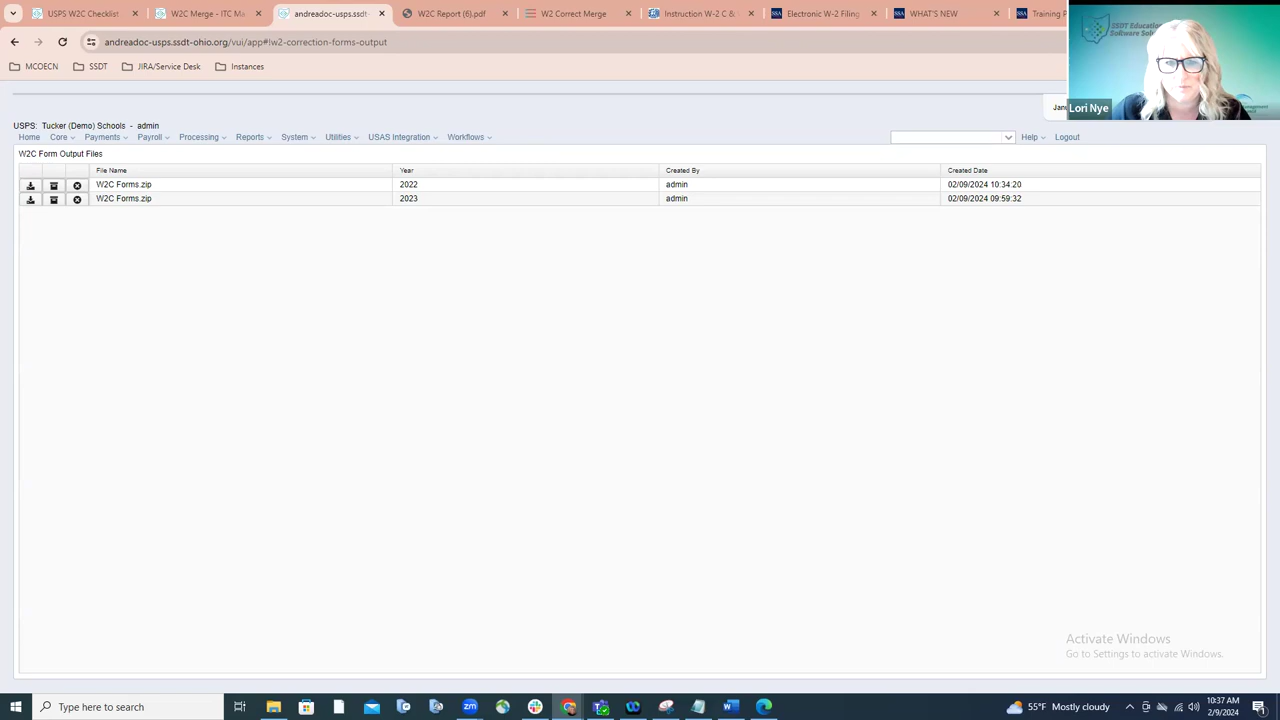 USPS W2C Checklist
W2C Merge - ITC Ma
andreadoc-usps.ssdt-ohio
W2C Report (6).pdf
W2 Correct Merge
Instruction W-2 C &
Electronic W-2 Filing
WHAT'S NEW
Training P
andreadoc-usps.ssdt-ohio.org/vui/app#!w2-correction-forms-output
MCOECN
SSDT
JIRA/Service Desk
Instances
SSDT Education
Lori Nye
USPS: Tucker (Demo) Schools - admin
Home Core Payments Payroll Processing Reports System Utilities USAS Integration Workflows Help Logout
W2C Form Output Files
File Name Year Created By Created Date
W2C Forms.zip 2022 admin 02/09/2024 10:34:20
W2C Forms.zip 2023 admin 02/09/2024 09:59:32
Activate Windows
Go to Settings to activate Windows.
Type here to search
55°F Mostly cloudy
10:37 AM
2/9/2024